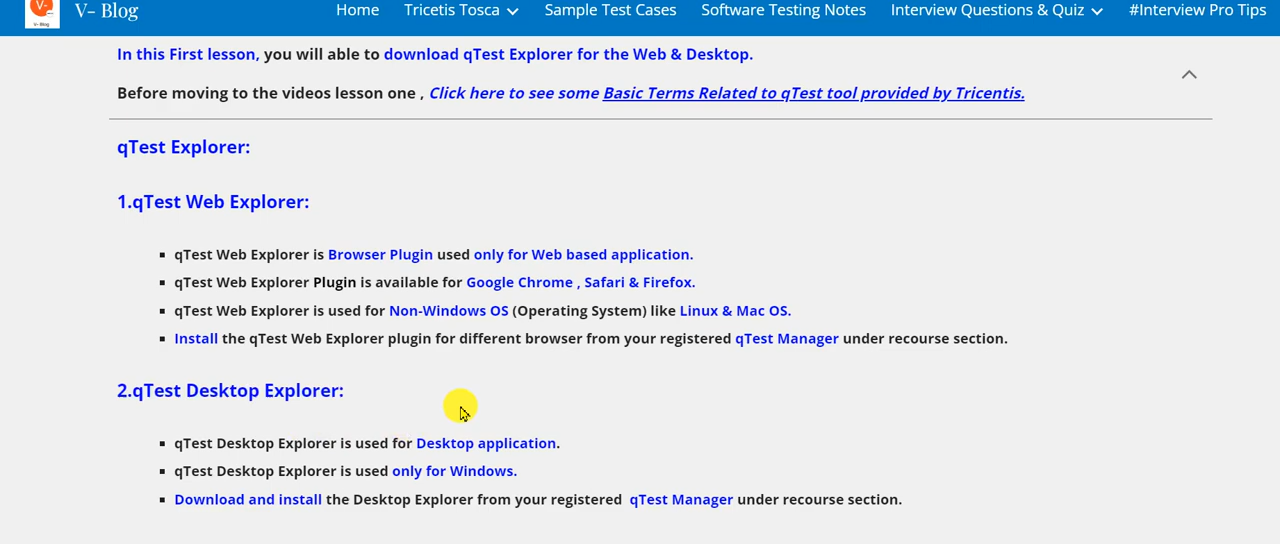 V-
V- Blog
V- Blog
Home
Tricetis Tosca
Sample Test Cases
Software Testing Notes
Interview Questions & Quiz
#Interview Pro Tips
In this First lesson, you will able to download qTest Explorer for the Web & Desktop.
Before moving to the videos lesson one , Click here to see some Basic Terms Related to qTest tool provided by Tricentis.
qTest Explorer:
1.qTest Web Explorer:
qTest Web Explorer is Browser Plugin used only for Web based application.
qTest Web Explorer Plugin is available for Google Chrome , Safari & Firefox.
qTest Web Explorer is used for Non-Windows OS (Operating System) like Linux & Mac OS.
Install the qTest Web Explorer plugin for different browser from your registered qTest Manager under recourse section.
2.qTest Desktop Explorer:
qTest Desktop Explorer is used for Desktop application.
qTest Desktop Explorer is used only for Windows.
Download and install the Desktop Explorer from your registered qTest Manager under recourse section.